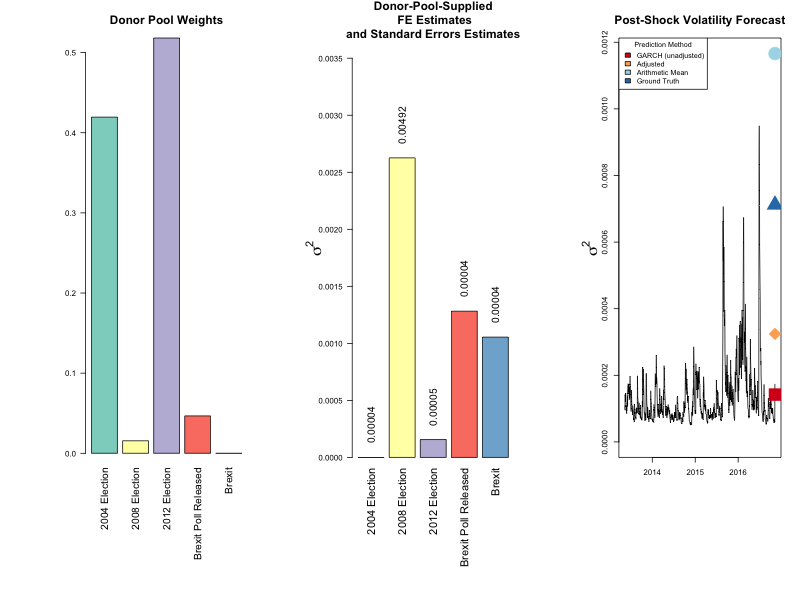 Donor Pool Weights
0.5
0.4
0.3
0.2
0.1
0.0
2004 Election
2008 Election
2012 Election
Brexit Poll Released
Brexit
Donor-Pool-Supplied
FE Estimates
and Standard Errors Estimates
σ²
0.0035
0.0030
0.0025
0.0020
0.0015
0.0010
0.0005
0.0000
0.00004
0.00492
0.00005
0.00004
0.00004
2004 Election
2008 Election
2012 Election
Brexit Poll Released
Brexit
Post-Shock Volatility Forecast
σ²
0.0012
0.0010
0.0008
0.0006
0.0004
0.0002
0.0000
Prediction Method
GARCH (unadjusted)
Adjusted
Arithmetic Mean
Ground Truth
2014
2015
2016